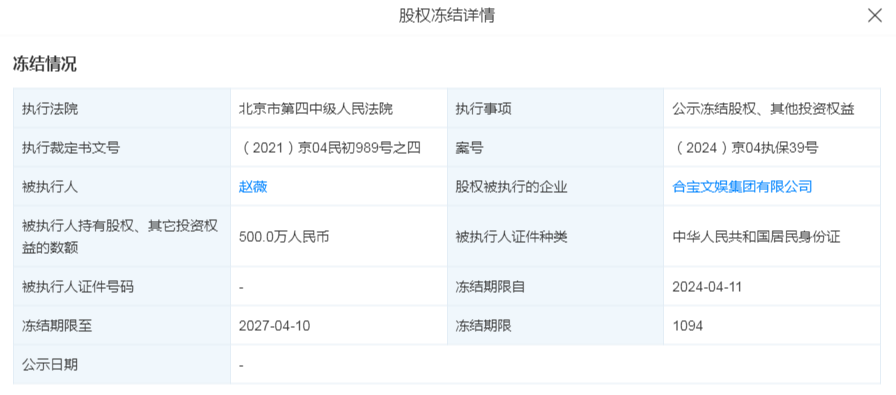 股权冻结详情
冻结情况
执行法院 北京市第四中级人民法院 执行事项 公示冻结股权、其他投资权益
执行裁定书文号 （2021）京04民初989号之四 案号 （2024）京04执保39号
被执行人 赵薇 股权被执行的企业 合宝文娱集团有限公司
被执行人持有股权、其它投资权
益的数额 500.0万人民币 被执行人证件种类 中华人民共和国居民身份证
被执行人证件号码 - 冻结期限自 2024-04-11
冻结期限至 2027-04-10 冻结期限 1094
公示日期 -